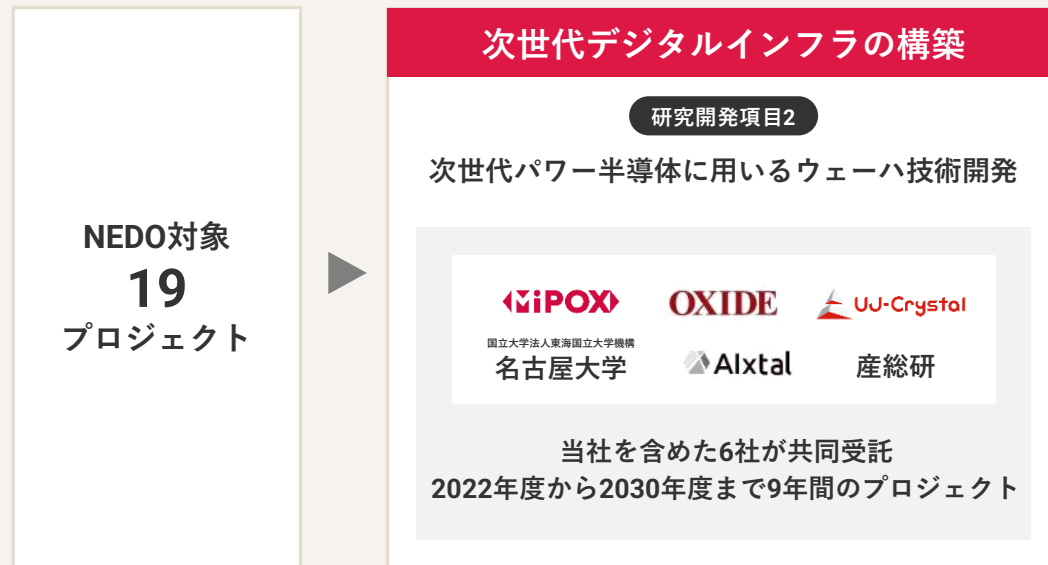 NEDO対象
19
プロジェクト
次世代デジタルインフラの構築
研究開発項目2
次世代パワー半導体に用いるウェーハ技術開発
MiPOX
OXIDE
UJ-Crystal
国立大学法人東海国立大学機構
名古屋大学
AIxtal
産総研
当社を含めた6社が共同受託
2022年度から2030年度まで9年間のプロジェクト